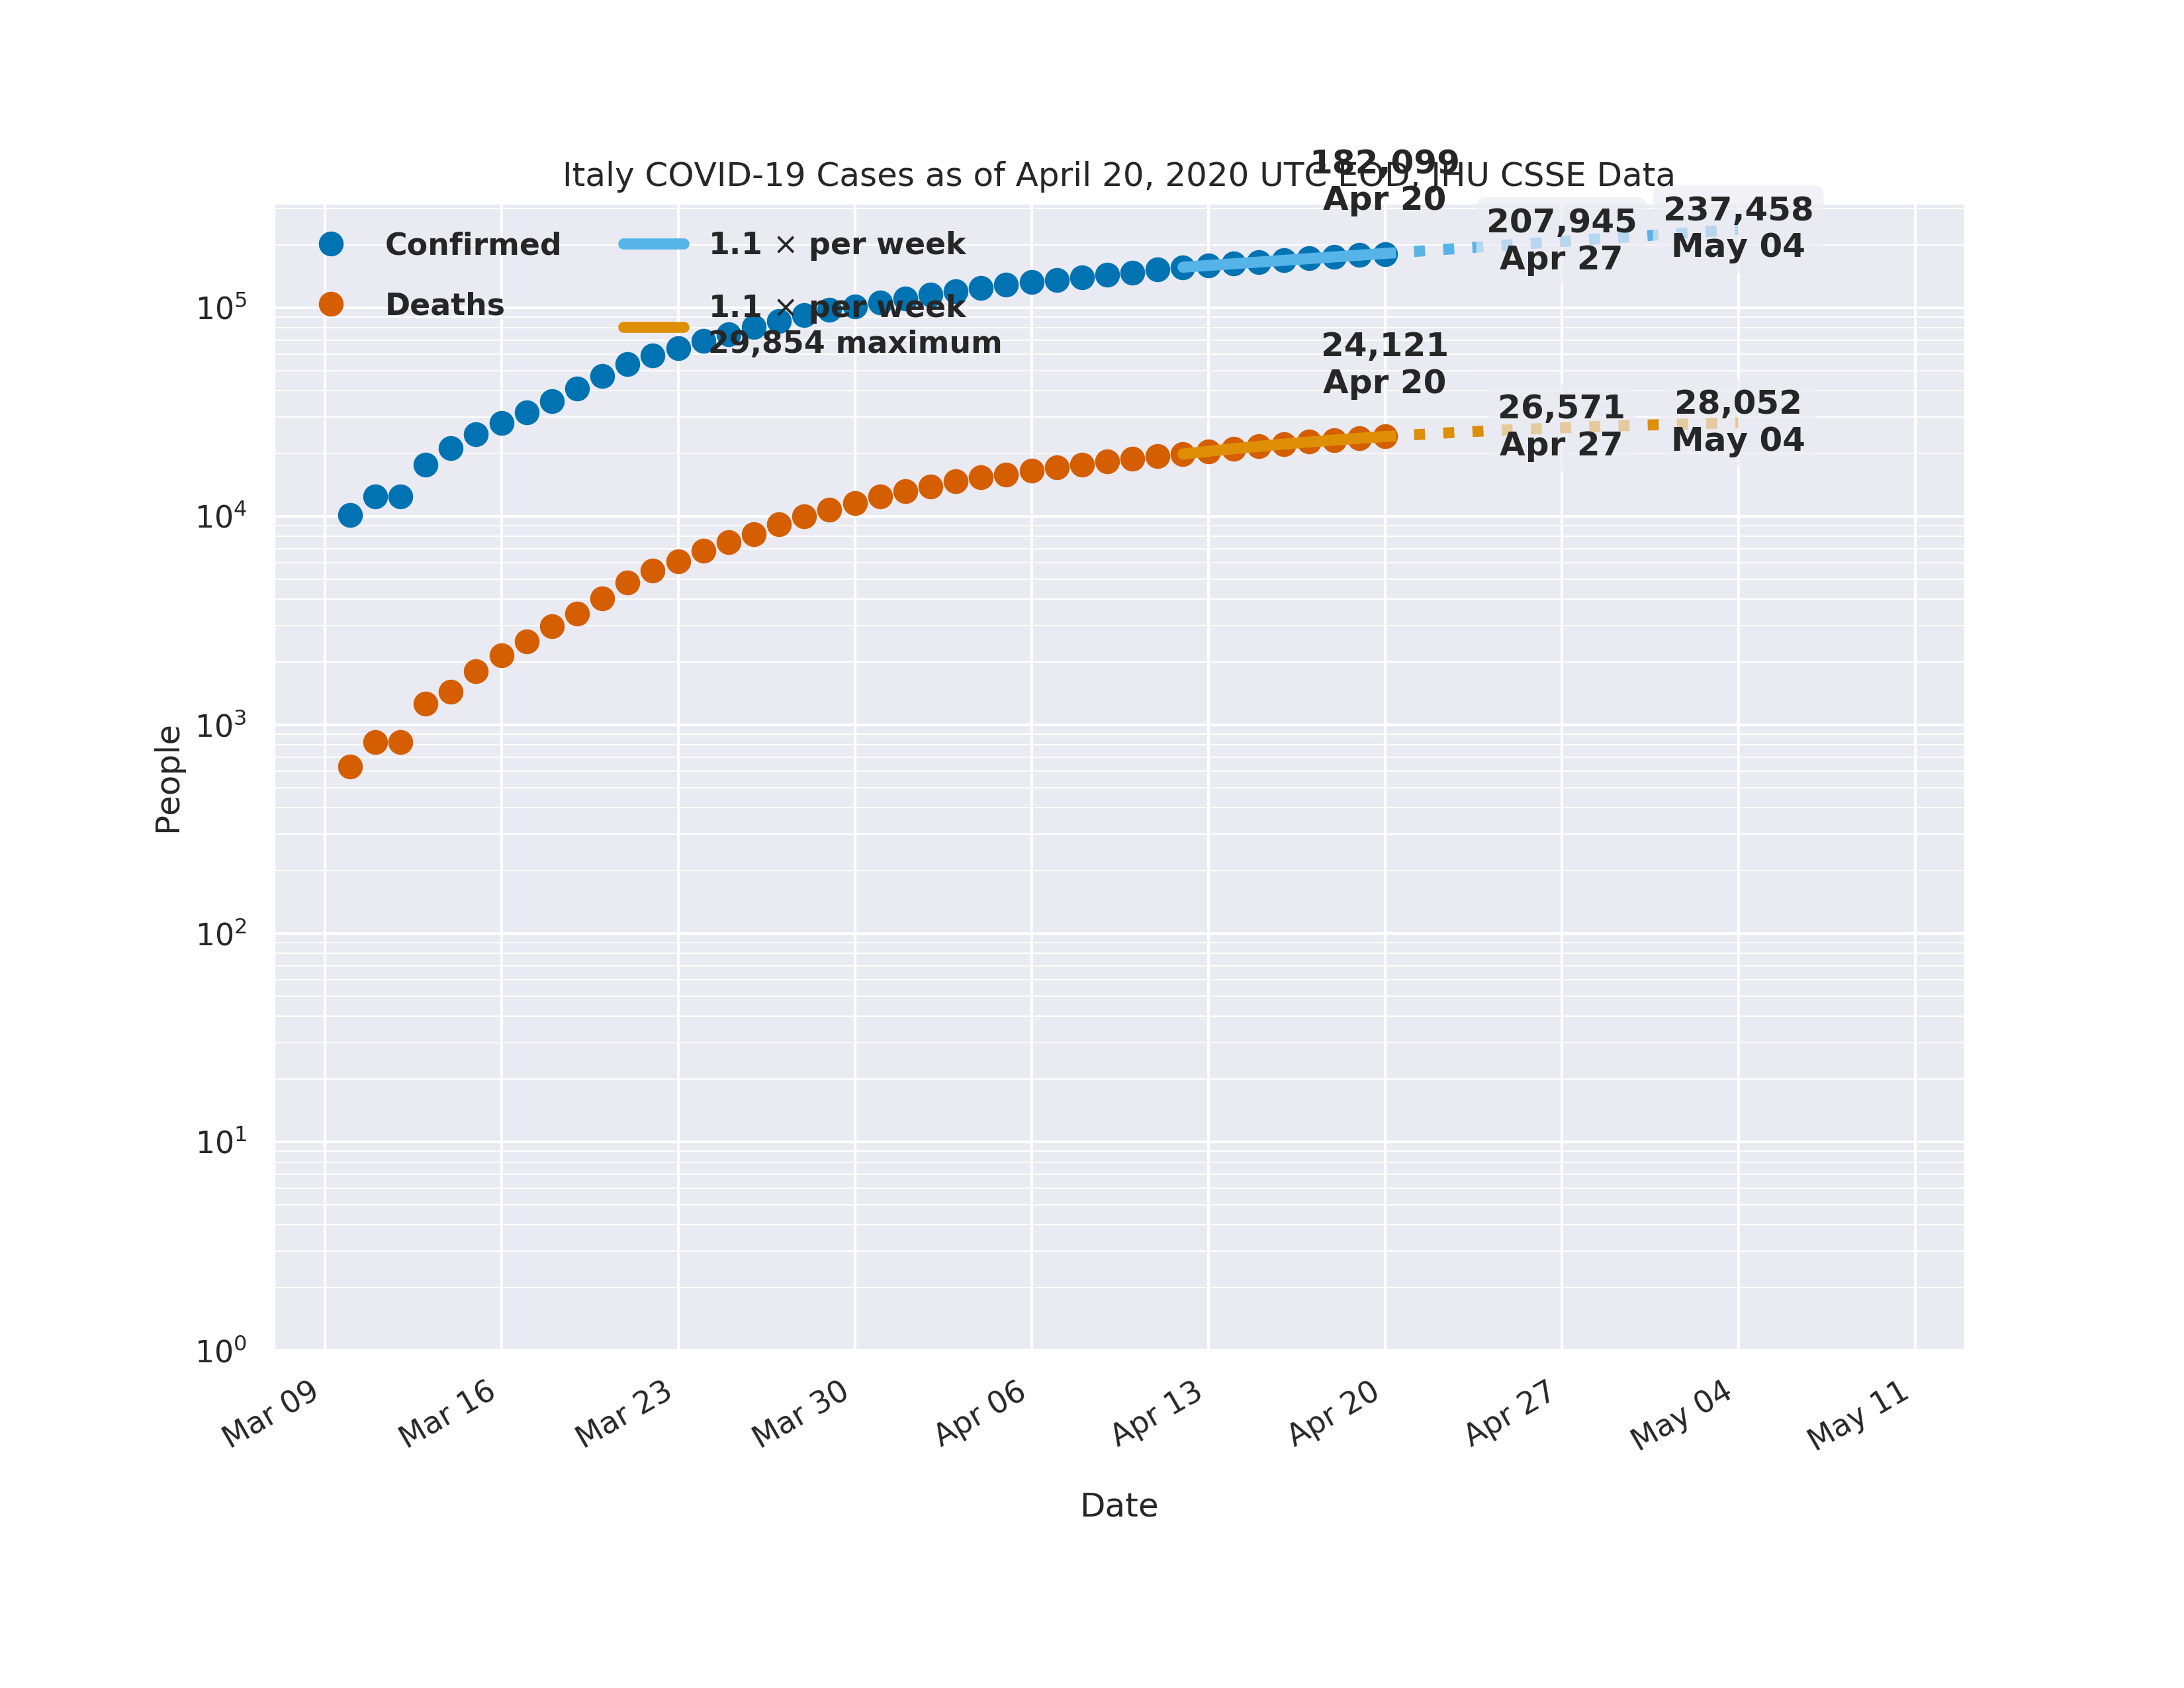 Italy COVID-19 Cases as of April 20, 2020 UTC EOD, JHU CSSE Data
Confirmed
Deaths
1.1 × per week
1.1 × per week
29,854 maximum
182,099
Apr 20
207,945
Apr 27
237,458
May 04
24,121
Apr 20
26,571
Apr 27
28,052
May 04
People
10⁵
10⁴
10³
10²
10¹
10⁰
Mar 09
Mar 16
Mar 23
Mar 30
Apr 06
Apr 13
Apr 20
Apr 27
May 04
May 11
Date